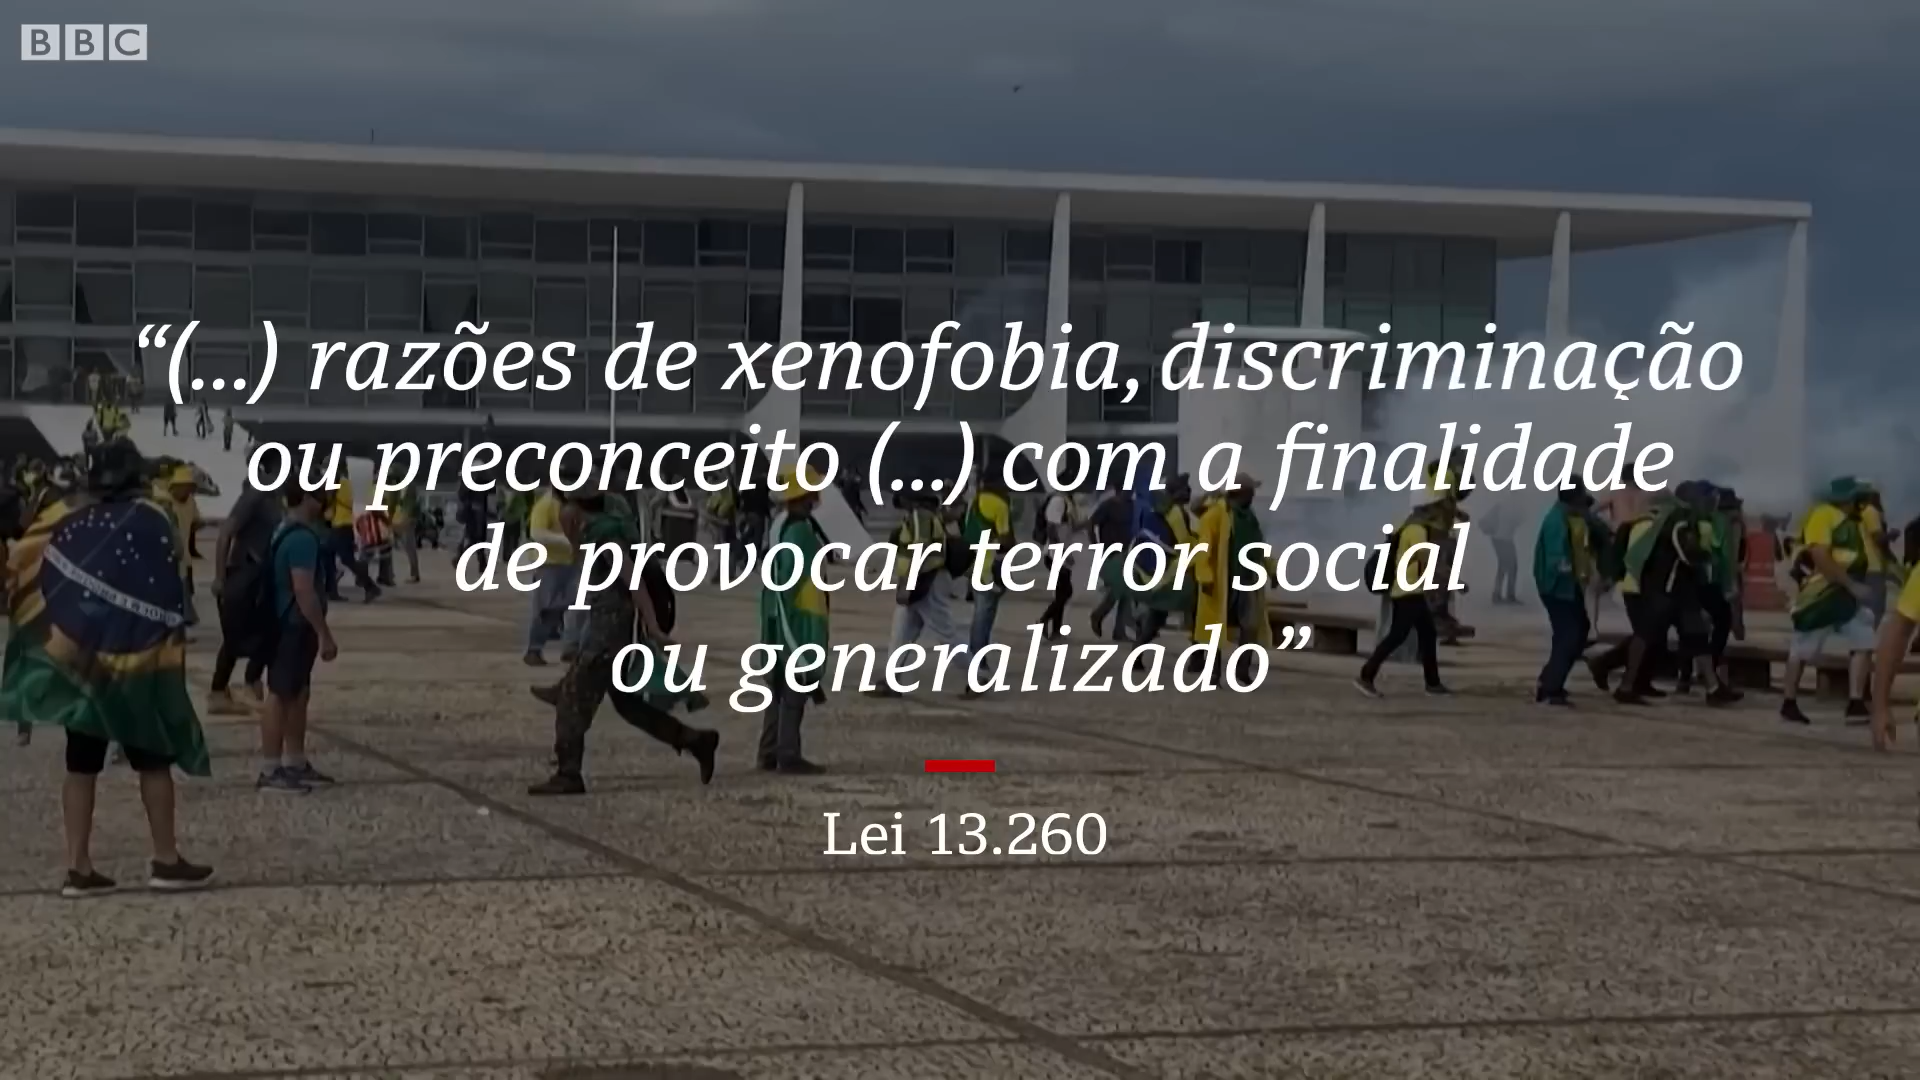 BBC
“(...) razões de xenofobia, discriminação
ou preconceito (...) com a finalidade
de provocar terror social
ou generalizado”
Lei 13.260